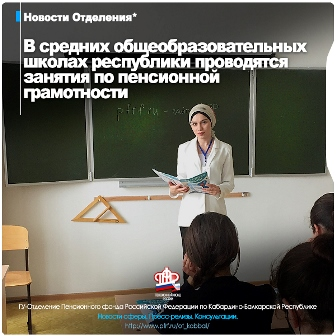 Новости Отделения*
В средних общеобразовательных
школах республики проводятся
занятия по пенсионной
грамотности
ГУ-Отделение Пенсионного фонда Российской Федерации по Кабардино-Балкарской Республике
Новости сферы. Пресс-релизы. Консультации.